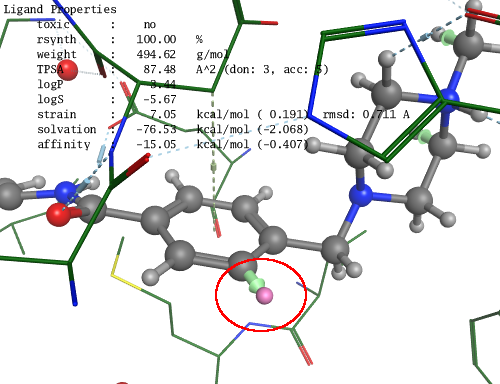 Ligand Properties
toxic : no
rsynth : 100.00 %
weight : 494.62 g/mol
TPSA : 87.48 A^2 (don: 3, acc: 5)
logP : 3.44
logS : -5.67
strain : 7.05 kcal/mol ( 0.191) rmsd: 0.711 A
solvation : -76.53 kcal/mol (-2.068)
affinity : -15.05 kcal/mol (-0.407)